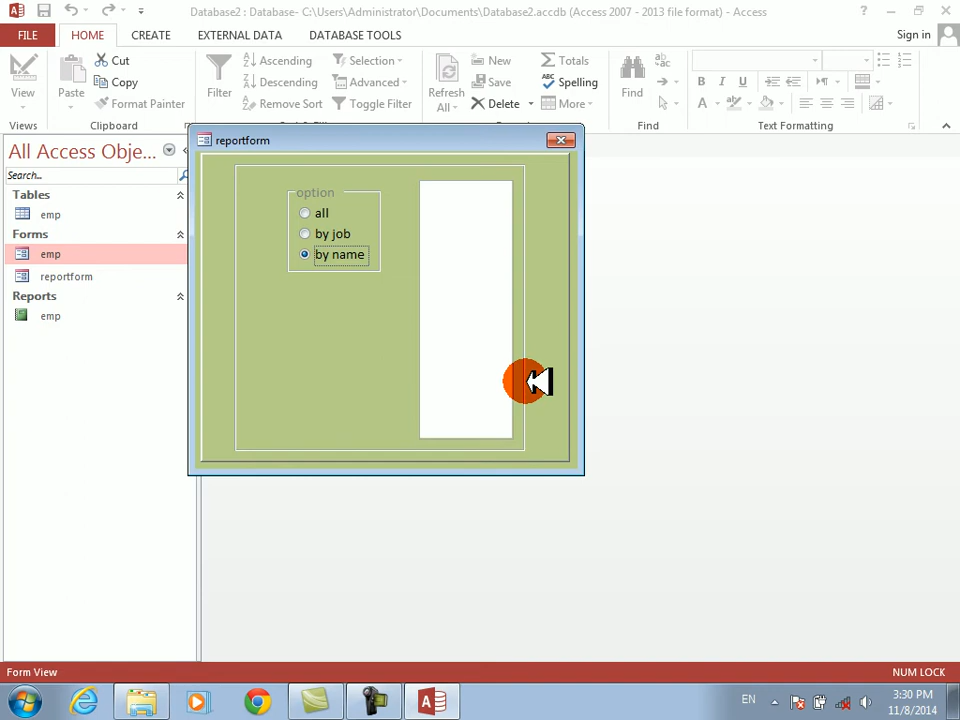 Database2 : Database- C:\Users\Administrator\Documents\Database2.accdb (Access 2007 - 2013 file format) - Access
FILE HOME CREATE EXTERNAL DATA DATABASE TOOLS Sign in
View
Views
Paste
Cut
Copy
Format Painter
Clipboard
Filter
Ascending
Descending
Remove Sort
Selection
Advanced
Toggle Filter
Refresh
All
New
Save
Delete
Totals
Spelling
More
Find
Find
Text Formatting
All Access Obje...
Search...
Tables
emp
Forms
emp
reportform
Reports
emp
reportform
option
all
by job
by name
Form View
NUM LOCK
EN
3:30 PM
11/8/2014